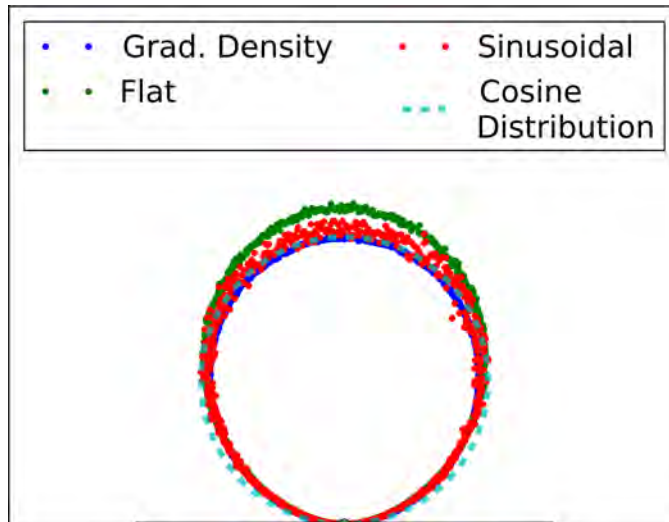 Grad. Density
Flat
Sinusoidal
Cosine
Distribution